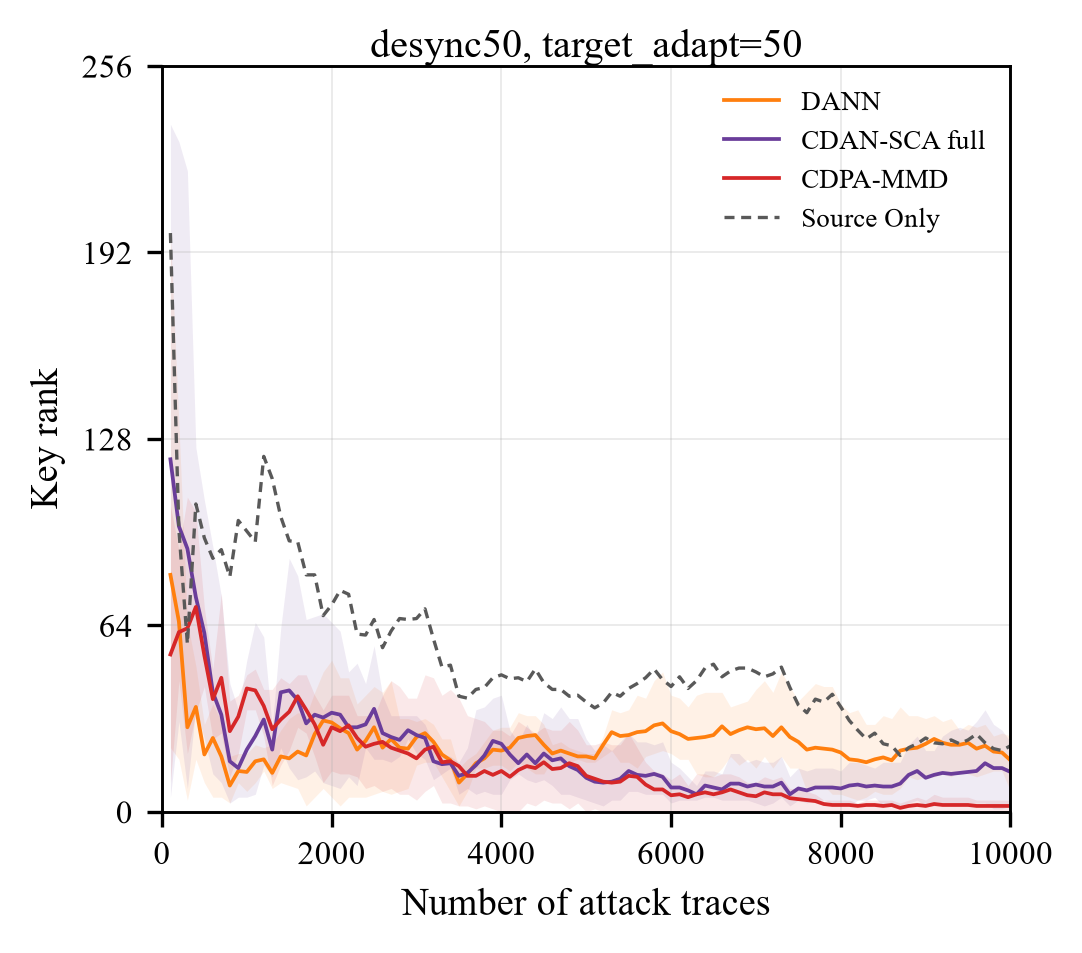 desync50, target_adapt=50
256
192
128
64
0
Key rank
DANN
CDAN-SCA full
CDPA-MMD
Source Only
0 2000 4000 6000 8000 10000
Number of attack traces